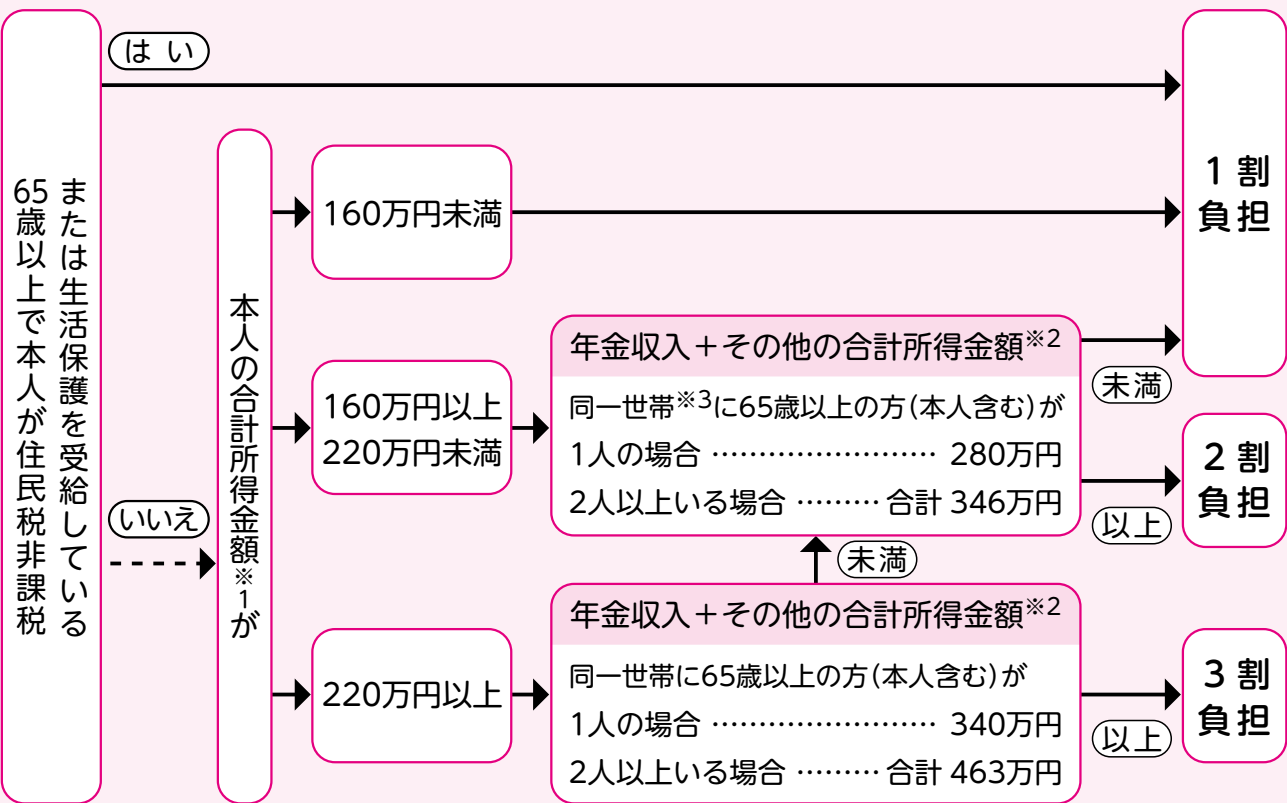 65歳以上で本人が住民税非課税
または生活保護を受給している
はい
いいえ
本人の合計所得金額※1が
160万円未満
160万円以上
220万円未満
年金収入＋その他の合計所得金額※2
同一世帯※3に65歳以上の方（本人含む）が
1人の場合 …………………… 280万円
2人以上いる場合 ……… 合計 346万円
未満
以上
未満
220万円以上
年金収入＋その他の合計所得金額※2
同一世帯に65歳以上の方（本人含む）が
1人の場合 …………………… 340万円
2人以上いる場合 ……… 合計 463万円
以上
1割
負担
2割
負担
3割
負担